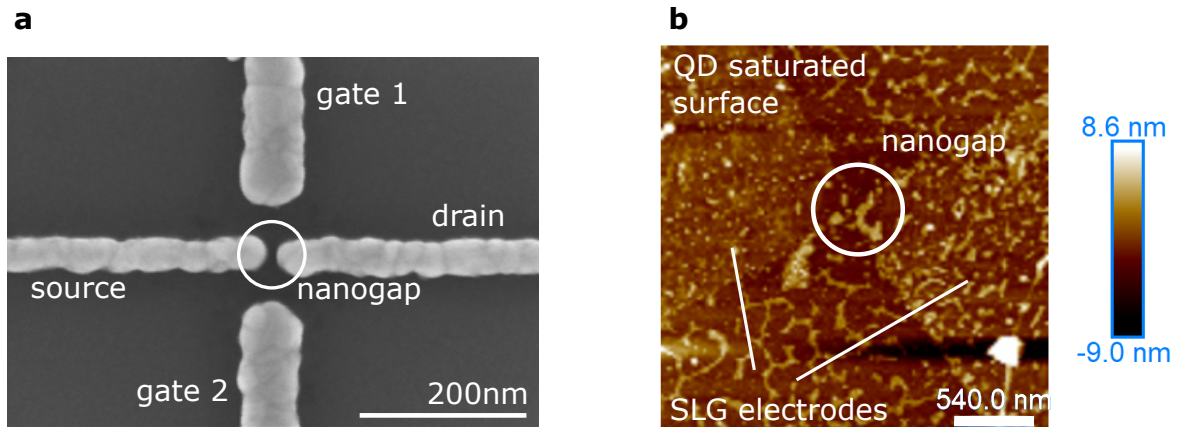 a
gate 1
drain
source
nanogap
gate 2
200nm
b
QD saturated
surface
nanogap
SLG electrodes
540.0 nm
8.6 nm
-9.0 nm